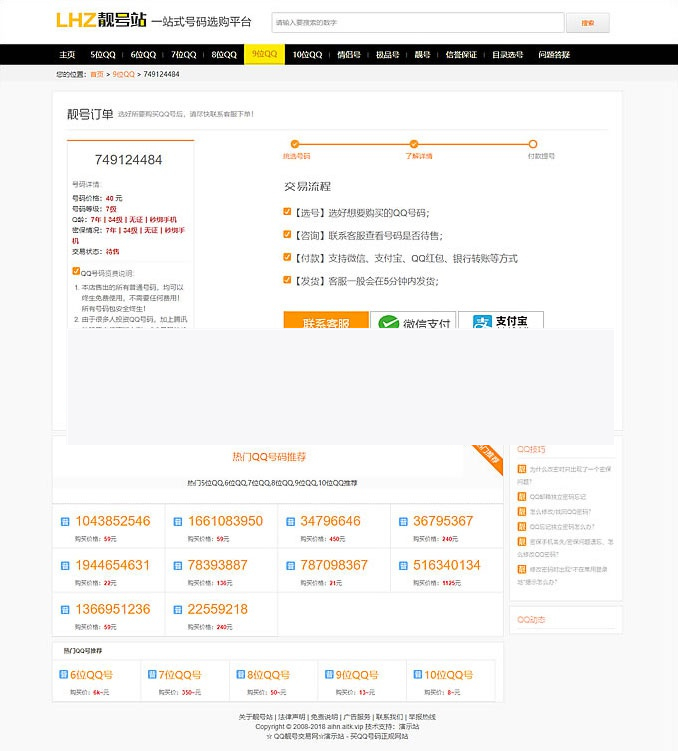 LHZ靓号站 一站式号码选购平台
请输入要搜索的数字 搜索
主页 5位QQ 6位QQ 7位QQ 8位QQ 9位QQ 10位QQ 情侣号 极品号 靓号 信誉保证 目录选号 问题答疑
您的位置：首页 > 9位QQ > 749124484
靓号订单 选好所要购买QQ号后，请尽快联系客服下单！
749124484
号码详情:
号码价格：40 元
号码等级：7级
Q龄：7年 | 34级 | 无证 | 秒绑手机
密保情况：7年 | 34级 | 无证 | 秒绑手
机
交易状态：待售
QQ号码资费说明:
1. 本店售出的所有普通号码，均可以
终生免费使用，不需要任何费用！
所有号码包安全终生！
2. 由于很多人投资QQ号码，加上腾讯
挑选号码 了解详情 付款提号
交易流程
【选号】选好想要购买的QQ号码；
【咨询】联系客服查看号码是否待售；
【付款】支持微信、支付宝、QQ红包、银行转账等方式
【发货】客服一般会在5分钟内发货；
联系客服 微信支付 支付宝
热门QQ号码推荐
热门5位QQ,6位QQ,7位QQ,8位QQ,9位QQ,10位QQ推荐
1043852546 1661083950 34796646 36795367
购买价格：59元 购买价格：59元 购买价格：450元 购买价格：240元
1944654631 78393887 787098367 516340134
购买价格：22元 购买价格：136元 购买价格：21元 购买价格：1125元
1366951236 22559218
购买价格：59元 购买价格：240元
热门QQ号推荐
6位QQ号 7位QQ号 8位QQ号 9位QQ号 10位QQ号
购买价：6k~元 购买价：350~元 购买价：50~元 购买价：13~元 购买价：8~元
QQ技巧
为什么改密时只出现了一个密保
问题?
QQ邮箱独立密码忘记
怎么修改/找回QQ密码?
QQ忘记独立密码怎么办?
密保手机丢失/密保问题遗忘，怎
么修改QQ密码?
修改密码时出现“不在常用登录
地”提示怎么办?
QQ动态
关于靓号站 | 法律声明 | 免责说明 | 广告服务 | 联系我们 | 举报热线
Copyright © 2008-2018 aihn.aitk.vip 技术支持：演示站
☆ QQ靓号交易网☆演示站 - 买QQ号码正规网站